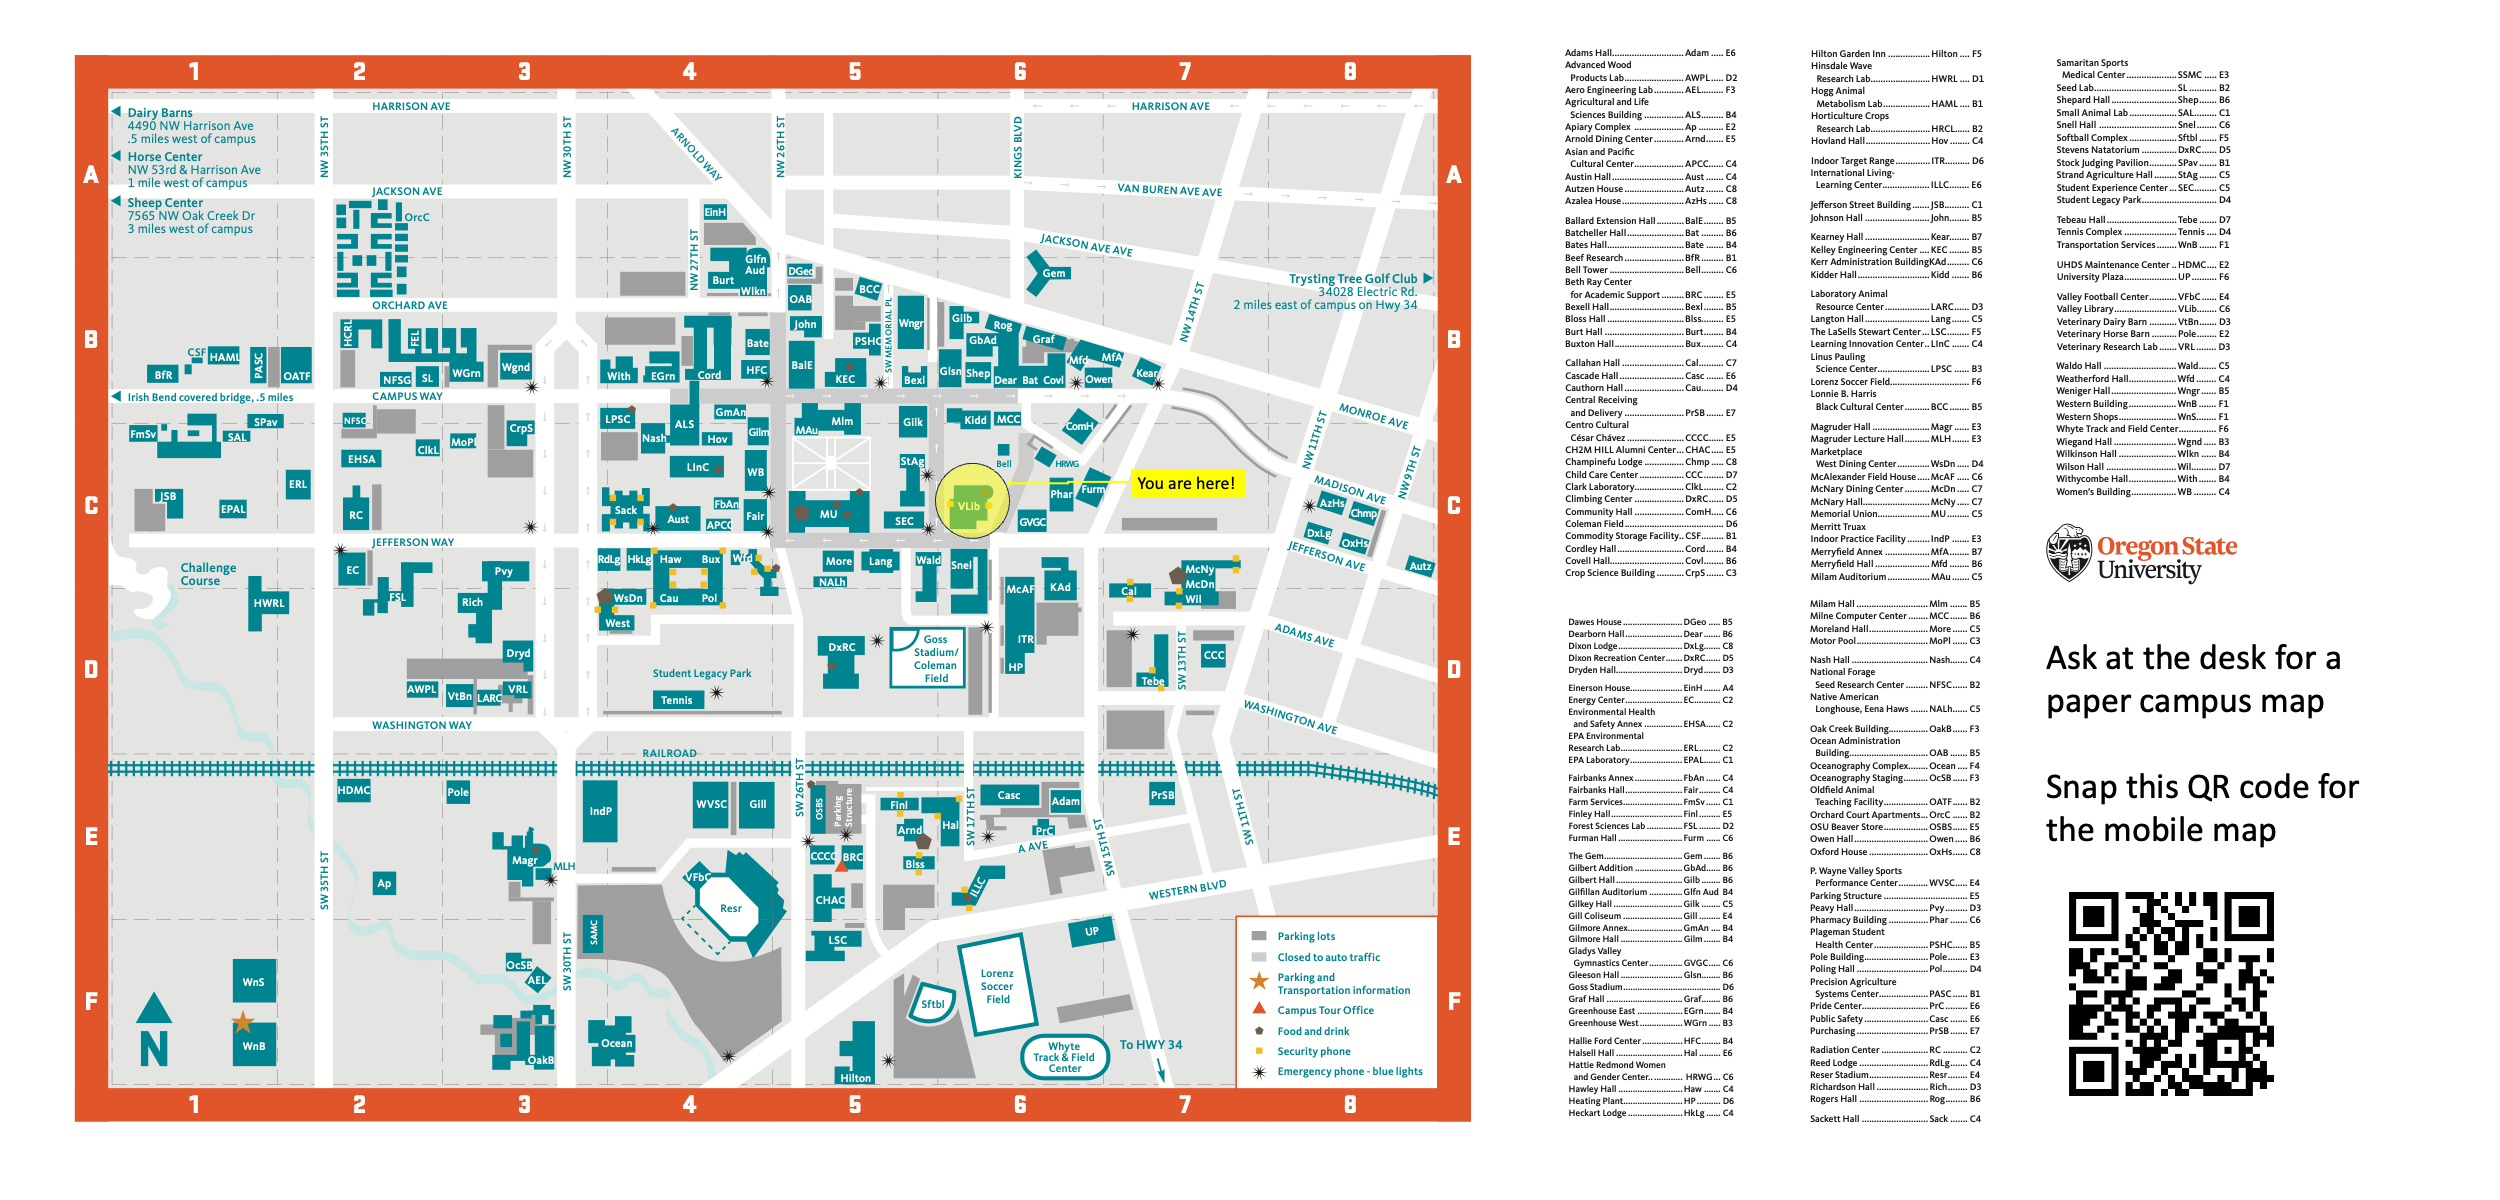 1 2 3 4 5 6 7 8
A
B
C
D
E
F
A
B
C
D
E
F
1 2 3 4 5 6 7 8
Dairy Barns
4490 NW Harrison Ave
.5 miles west of campus
Horse Center
NW 53rd & Harrison Ave
1 mile west of campus
Sheep Center
7565 NW Oak Creek Dr
3 miles west of campus
HARRISON AVE
HARRISON AVE
NW 35TH ST
NW 30TH ST
ARNOLD WAY
NW 26TH ST
KINGS BLVD
JACKSON AVE
VAN BUREN AVE AVE
JACKSON AVE AVE
NW 27TH ST
NW 14TH ST
OrcC
EinH
Glfn
Aud
Burt
Wlkn
DGeo
OAB
BCC
Gem
Trysting Tree Golf Club
34028 Electric Rd.
2 miles east of campus on Hwy 34
ORCHARD AVE
SW MEMORIAL PL
HCRL
FEL
John
PSHC
Wngr
Gilb
Rog
GbAd
Graf
Bate
CSF
HAML
BfR
PASC
OATF
NFSG
SL
WGrn
Wgnd
With
EGrn
Cord
HFC
BalE
KEC
Bexl
Glsn
Shep
Dear
Bat
Covl
Mfd
MfA
Owen
Kear
Irish Bend covered bridge, .5 miles
CAMPUS WAY
MONROE AVE
FmSv
SAL
SPav
NFSC
EHSA
ClkL
MoPl
CrpS
LPSC
Nash
ALS
GmAn
Hov
Gilm
MAu
Mlm
Gilk
Kidd
MCC
ComH
LInC
WB
StAg
Bell
HRWG
NW 11TH ST
NW 9TH ST
MADISON AVE
You are here!
ERL
JSB
EPAL
RC
Sack
Aust
FbAn
APCC
Fair
MU
SEC
VLib
GVGC
Phar
Furm
AzHs
Chmp
DxLg
OxHs
Autz
JEFFERSON WAY
JEFFERSON AVE
Challenge
Course
HWRL
EC
FSL
Pvy
Rich
RdLg
HkLg
Haw
Bux
Wfd
Cau
Pol
WsDn
West
More
Lang
NALh
Wald
Snel
McAF
KAd
Cal
McNy
McDn
Wil
ITR
HP
Goss
Stadium/
Coleman
Field
DxRC
Tebe
CCC
SW 13TH ST
ADAMS AVE
Dryd
AWPL
VtBn
LARC
VRL
Student Legacy Park
Tennis
WASHINGTON WAY
WASHINGTON AVE
RAILROAD
HDMC
Pole
IndP
WVSC
Gill
SW 26TH ST
OSBS
Parking
Structure
Finl
Arnd
Hal
Blss
SW 17TH ST
Casc
Adam
PrC
PrSB
A AVE
SW 15TH ST
SW 11TH ST
WESTERN BLVD
SW 35TH ST
Magr
MLH
Ap
VFbC
Resr
CCCC
BRC
CHAC
LSC
ILLC
UP
SAMC
SW 30TH ST
OcSB
AEL
OakB
Ocean
WnS
WnB
N
Lorenz
Soccer
Field
Sftbl
Hilton
Whyte
Track & Field
Center
To HWY 34
Parking lots
Closed to auto traffic
Parking and
Transportation information
Campus Tour Office
Food and drink
Security phone
Emergency phone - blue lights
Adams Hall Adam E6
Advanced Wood
Products Lab AWPL D2
Aero Engineering Lab AEL F3
Agricultural and Life
Sciences Building ALS B4
Apiary Complex Ap E2
Arnold Dining Center Arnd E5
Asian and Pacific
Cultural Center APCC C4
Austin Hall Aust C4
Autzen House Autz C8
Azalea House AzHs C8
Ballard Extension Hall BalE B5
Batcheller Hall Bat B6
Bates Hall Bate B4
Beef Research BfR B1
Bell Tower Bell C6
Beth Ray Center
for Academic Support BRC E5
Bexell Hall Bexl B5
Bloss Hall Blss E5
Burt Hall Burt B4
Buxton Hall Bux C4
Callahan Hall Cal C7
Cascade Hall Casc E6
Cauthorn Hall Cau D4
Central Receiving
and Delivery PrSB E7
Centro Cultural
César Chávez CCCC E5
CH2M HILL Alumni Center CHAC E5
Champinefu Lodge Chmp C8
Child Care Center CCC C7
Clark Laboratory ClkL C2
Climbing Center DxRC D5
Community Hall ComH C6
Coleman Field D6
Commodity Storage Facility CSF B1
Cordley Hall Cord B4
Covell Hall Covl B6
Crop Science Building CrpS C3
Dawes House DGeo B5
Dearborn Hall Dear B6
Dixon Lodge DxLg C8
Dixon Recreation Center DxRC D5
Dryden Hall Dryd D3
Einerson House EinH A4
Energy Center EC C2
Environmental Health
and Safety Annex EHSA C2
EPA Environmental
Research Lab ERL C2
EPA Laboratory EPAL C1
Fairbanks Annex FbAn C4
Fairbanks Hall Fair C4
Farm Services FmSv C1
Finley Hall Finl E5
Forest Sciences Lab FSL D2
Furman Hall Furm C6
The Gem Gem B6
Gilbert Addition GbAd B6
Gilbert Hall Gilb B6
Gilfillan Auditorium Glfn Aud B4
Gilkey Hall Gilk C5
Gill Coliseum Gill E4
Gilmore Annex GmAn B4
Gilmore Hall Gilm B4
Gladys Valley
Gymnastics Center GVGC C6
Gleeson Hall Glsn B6
Goss Stadium D6
Graf Hall Graf B6
Greenhouse East EGrn B4
Greenhouse West WGrn B3
Hallie Ford Center HFC B4
Halsell Hall Hal E6
Hattie Redmond Women
and Gender Center HRWG C6
Hawley Hall Haw C4
Heating Plant HP D6
Heckart Lodge HkLg C4
Hilton Garden Inn Hilton F5
Hinsdale Wave
Research Lab HWRL D1
Hogg Animal
Metabolism Lab HAML B1
Horticulture Crops
Research Lab HRCL B2
Hovland Hall Hov C4
Indoor Target Range ITR D6
International Living-
Learning Center ILLC E6
Jefferson Street Building JSB C1
Johnson Hall John B5
Kearney Hall Kear B7
Kelley Engineering Center KEC B5
Kerr Administration Building KAd C6
Kidder Hall Kidd B6
Laboratory Animal
Resource Center LARC D3
Langton Hall Lang C5
The LaSells Stewart Center LSC F5
Learning Innovation Center LInC C4
Linus Pauling
Science Center LPSC B3
Lorenz Soccer Field F6
Lonnie B. Harris
Black Cultural Center BCC B5
Magruder Hall Magr E3
Magruder Lecture Hall MLH E3
Marketplace
West Dining Center WsDn D4
McAlexander Field House McAF C6
McNary Dining Center McDn C7
McNary Hall McNy C7
Memorial Union MU C5
Merritt Truax
Indoor Practice Facility IndP E3
Merryfield Annex MfA B7
Merryfield Hall Mfd B6
Milam Auditorium MAu C5
Milam Hall Mlm B5
Milne Computer Center MCC B6
Moreland Hall More C5
Motor Pool MoPl C3
Nash Hall Nash C4
National Forage
Seed Research Center NFSC B2
Native American
Longhouse, Eena Haws NALh C5
Oak Creek Building OakB F3
Ocean Administration
Building OAB B5
Oceanography Complex Ocean F4
Oceanography Staging OcSB F3
Oldfield Animal
Teaching Facility OATF B2
Orchard Court Apartments OrcC B2
OSU Beaver Store OSBS E5
Owen Hall Owen B6
Oxford House OxHs C8
P. Wayne Valley Sports
Performance Center WVSC E4
Parking Structure E5
Peavy Hall Pvy D3
Pharmacy Building Phar C6
Plageman Student
Health Center PSHC B5
Pole Building Pole E3
Poling Hall Pol D4
Precision Agriculture
Systems Center PASC B1
Pride Center PrC E6
Public Safety Casc E6
Purchasing PrSB E7
Radiation Center RC C2
Reed Lodge RdLg C4
Reser Stadium Resr E4
Richardson Hall Rich D3
Rogers Hall Rog B6
Sackett Hall Sack C4
Samaritan Sports
Medical Center SSMC E3
Seed Lab SL B2
Shepard Hall Shep B6
Small Animal Lab SAL C1
Snell Hall Snel C6
Softball Complex Sftbl F5
Stevens Natatorium DxRC D5
Stock Judging Pavilion SPav B1
Strand Agriculture Hall StAg C5
Student Experience Center SEC C5
Student Legacy Park D4
Tebeau Hall Tebe D7
Tennis Complex Tennis D4
Transportation Services WnB F1
UHDS Maintenance Center HDMC E2
University Plaza UP F6
Valley Football Center VFbC E4
Valley Library VLib C6
Veterinary Dairy Barn VtBn D3
Veterinary Horse Barn Pole E2
Veterinary Research Lab VRL D3
Waldo Hall Wald C5
Weatherford Hall Wfd C4
Weniger Hall Wngr B5
Western Building WnB F1
Western Shops WnS F1
Whyte Track and Field Center F6
Wiegand Hall Wgnd B3
Wilkinson Hall Wlkn B4
Wilson Hall Wil D7
Withycombe Hall With B4
Women's Building WB C4
Oregon State
University
Ask at the desk for a
paper campus map
Snap this QR code for
the mobile map